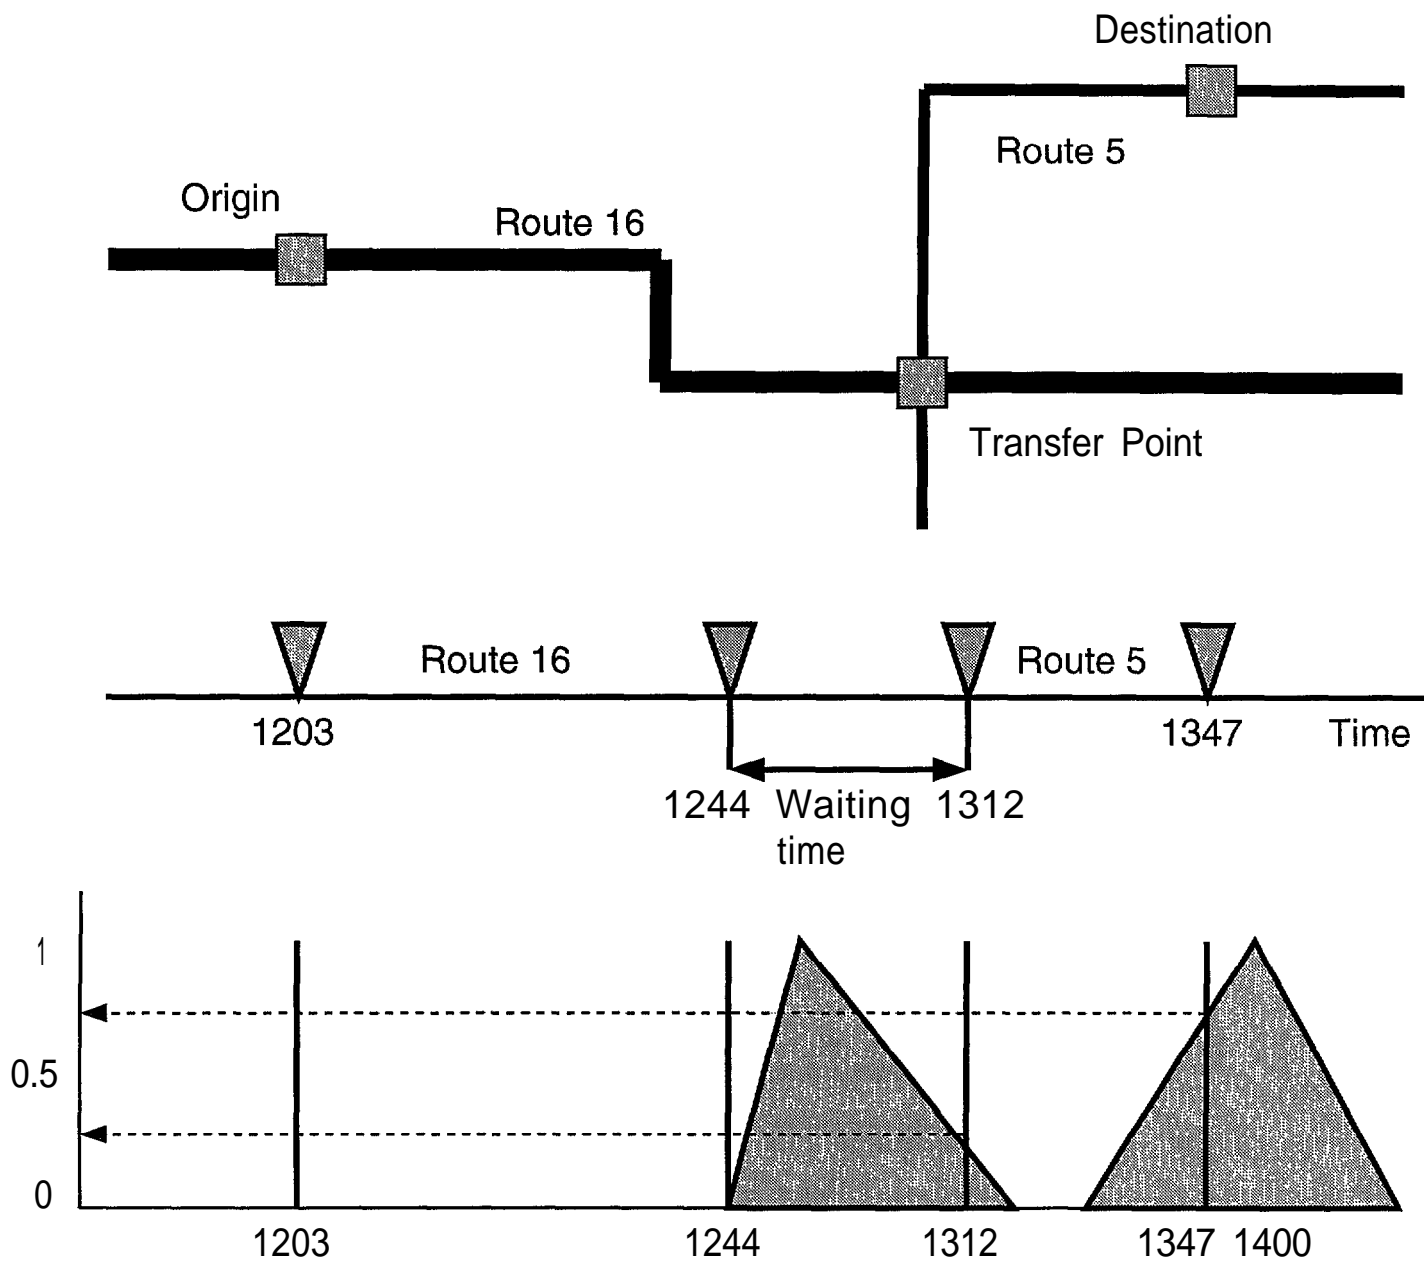 Destination
Route 5
Origin
Route 16
Transfer Point
Route 16
Route 5
1203
1347
Time
1244 Waiting 1312
time
1
0.5
0
1203
1244
1312
1347 1400